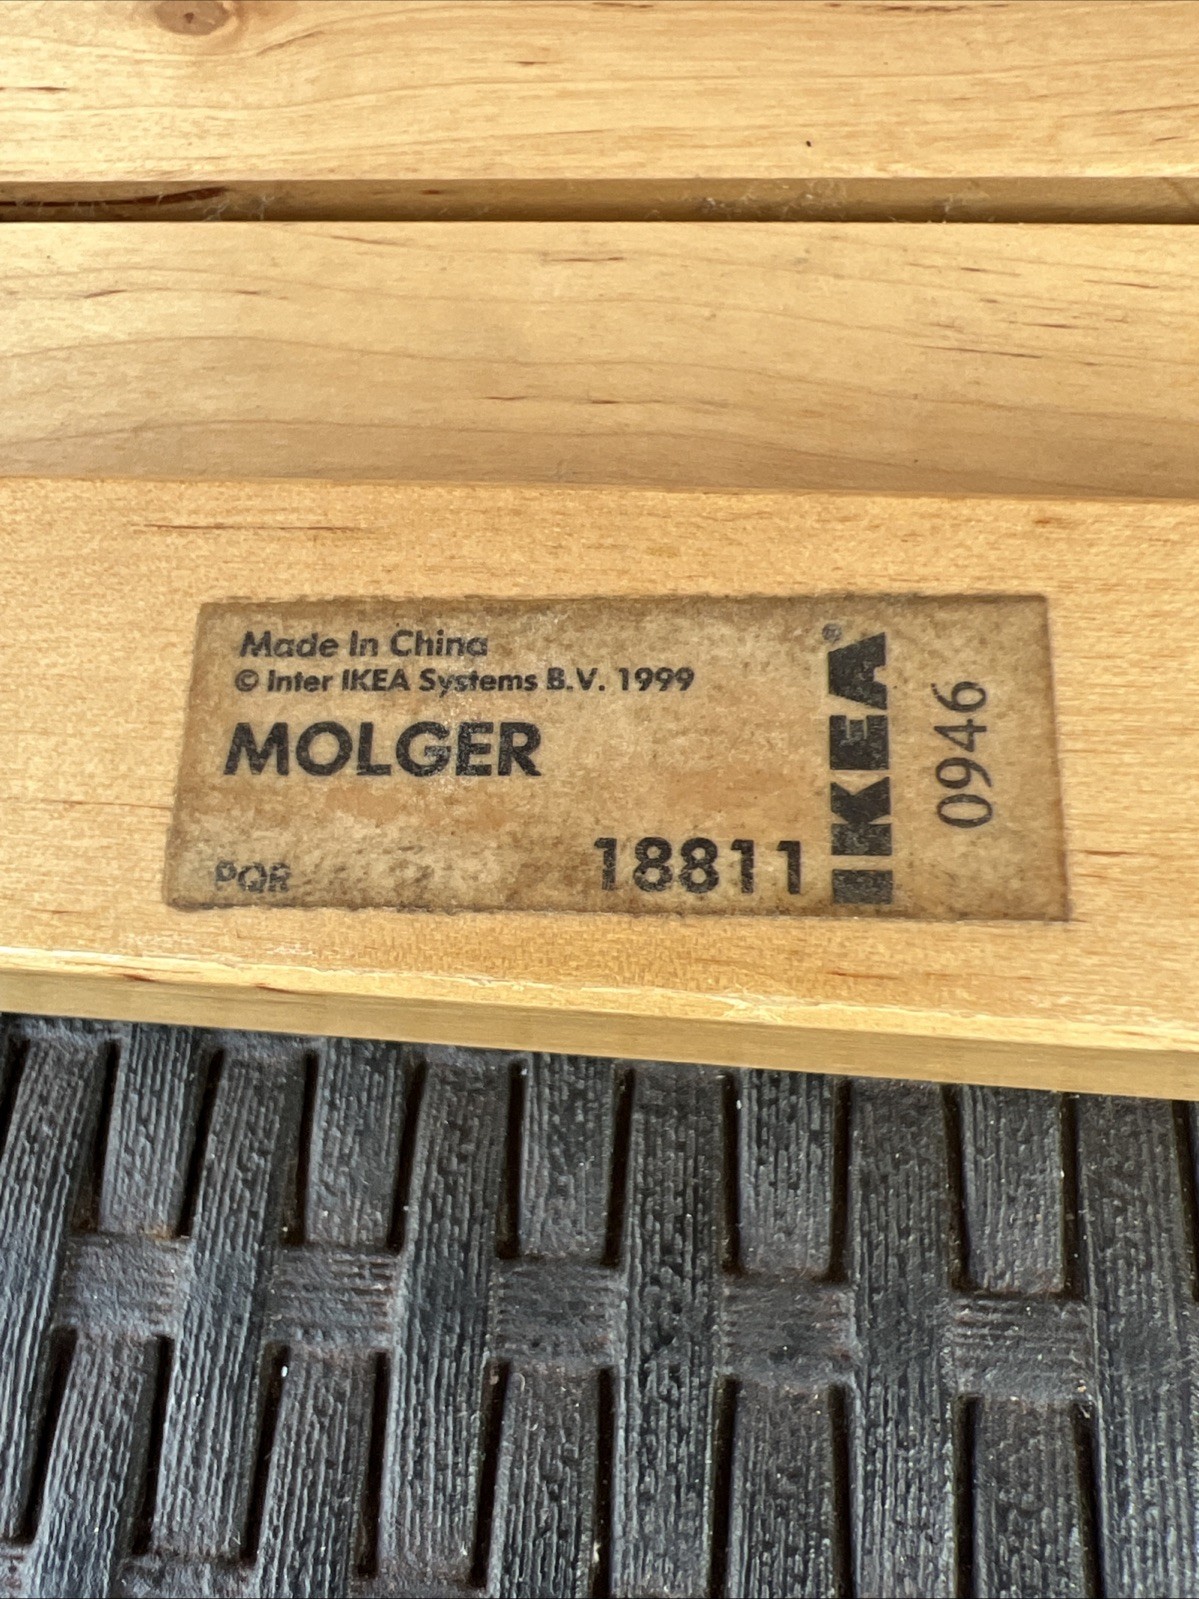 Made In China
© Inter IKEA Systems B.V. 1999
MOLGER
PQR
18811
IKEA®
0946